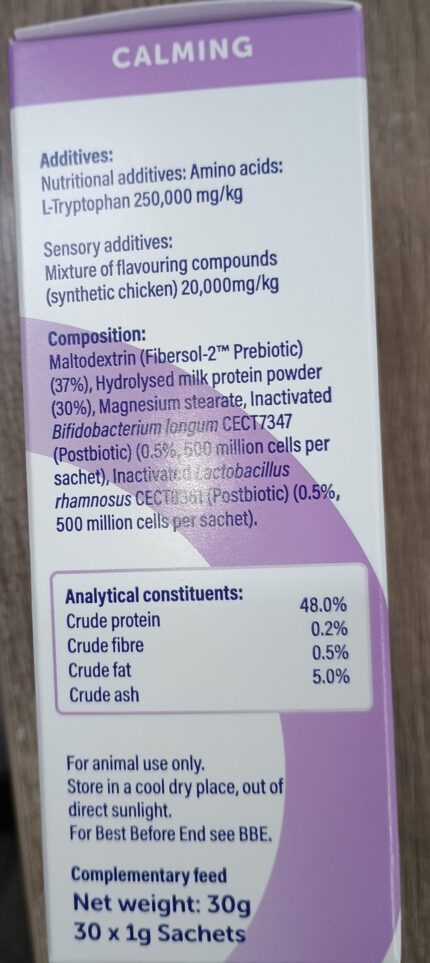 CALMING
Additives:
Nutritional additives: Amino acids:
L-Tryptophan 250,000 mg/kg
Sensory additives:
Mixture of flavouring compounds
(synthetic chicken) 20,000mg/kg
Composition:
Maltodextrin (Fibersol-2™ Prebiotic)
(37%), Hydrolysed milk protein powder
(30%), Magnesium stearate, Inactivated
Bifidobacterium longum CECT7347
(Postbiotic) (0.5%, 500 million cells per
sachet), Inactivated Lactobacillus
rhamnosus (Postbiotic) (0.5%,
500 million cells per sachet).
Analytical constituents:
Crude protein 48.0%
Crude fibre 0.2%
Crude fat 0.5%
Crude ash 5.0%
For animal use only.
Store in a cool dry place, out of
direct sunlight.
For Best Before End see BBE.
Complementary feed
Net weight: 30g
30 x 1g Sachets